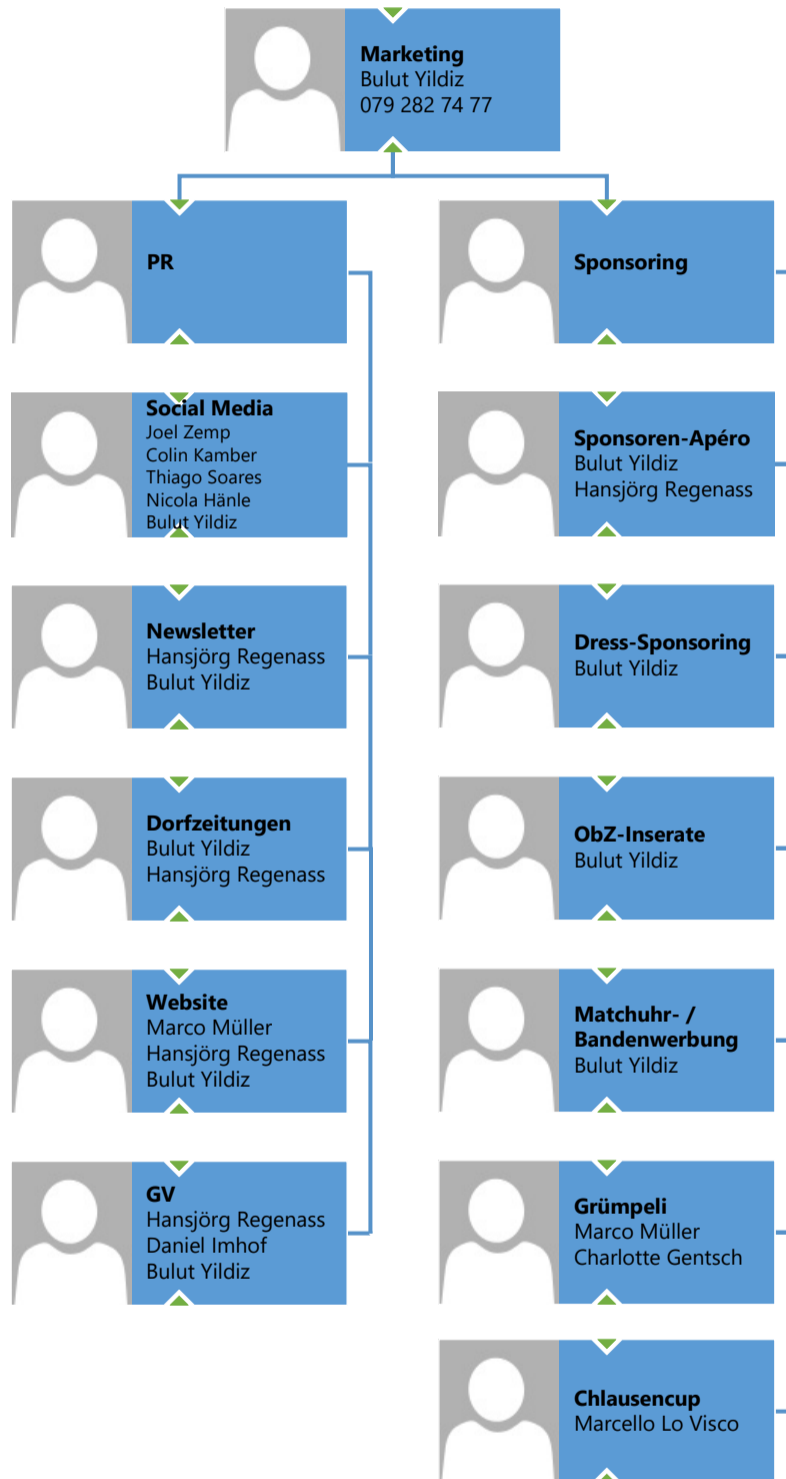 Marketing
Bulut Yildiz
079 282 74 77
PR
Social Media
Joel Zemp
Colin Kamber
Thiago Soares
Nicola Hänle
Bulut Yildiz
Newsletter
Hansjörg Regenass
Bulut Yildiz
Dorfzeitungen
Bulut Yildiz
Hansjörg Regenass
Website
Marco Müller
Hansjörg Regenass
Bulut Yildiz
GV
Hansjörg Regenass
Daniel Imhof
Bulut Yildiz
Sponsoring
Sponsoren-Apéro
Bulut Yildiz
Hansjörg Regenass
Dress-Sponsoring
Bulut Yildiz
ObZ-Inserate
Bulut Yildiz
Matchuhr- /
Bandenwerbung
Bulut Yildiz
Grümpeli
Marco Müller
Charlotte Gentsch
Chlausencup
Marcello Lo Visco